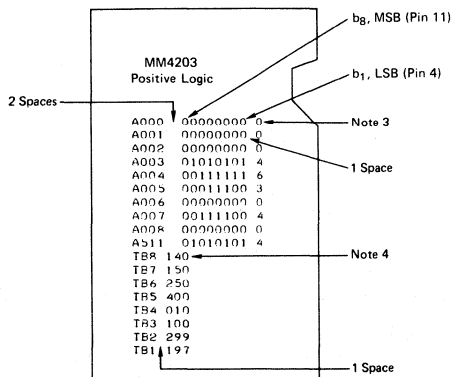 b8, MSB (Pin 11)
MM4203
Positive Logic
b1, LSB (Pin 4)
2 Spaces
A000 00000000 0
Note 3
A001 00000000 0
A002 00000000 0
1 Space
A003 01010101 4
A004 00111111 6
A005 00011100 3
A006 00000000 0
A007 00111100 4
A008 00000000 0
A511 01010101 4
TB8 140
Note 4
TB7 150
TB6 250
TB5 400
TB4 010
TB3 100
TB2 299
TB1 197
1 Space